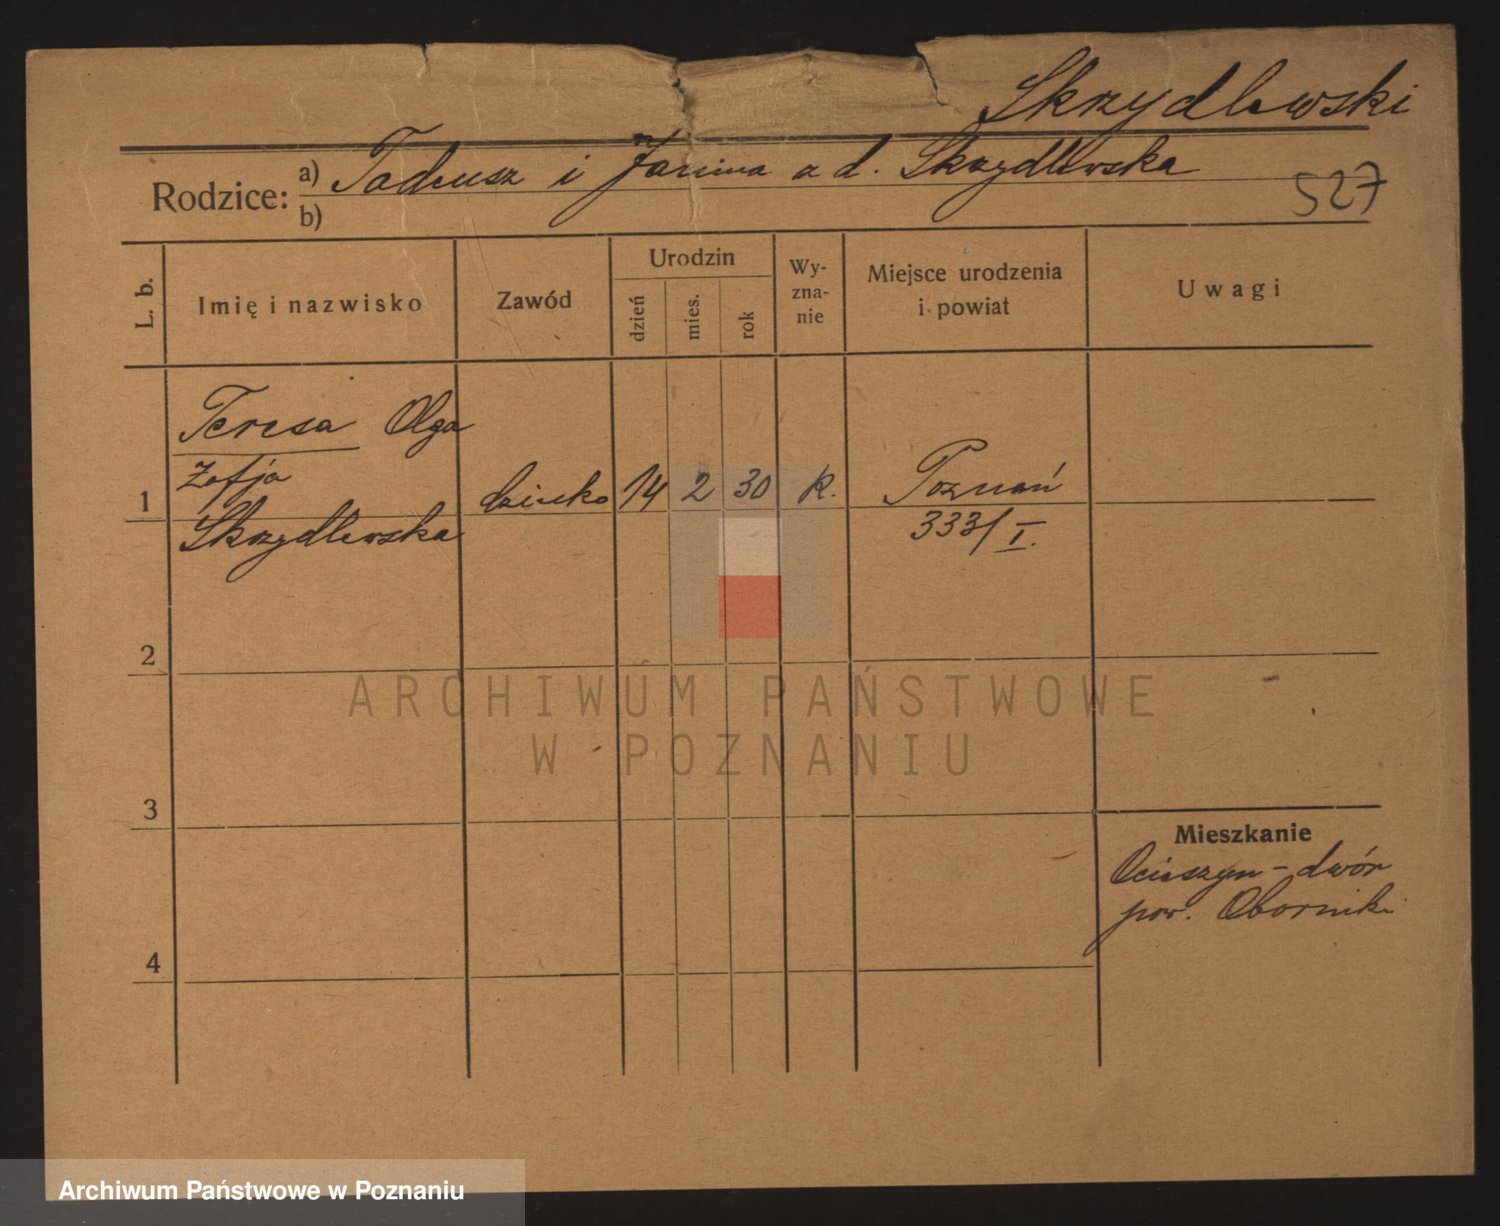 Skrzydlewski
Rodzice: a) Tadeusz i Janina a d. Skrzydlewska
b)
527
L. b.
Imię i nazwisko
Zawód
Urodzin
dzień
mies.
rok
Wy-
zna-
nie
Miejsce urodzenia
i powiat
Uwagi
Teresa Olga
Zofja
1 Skrzydlewska dziecko 14 2 30 k. Poznań
333/I.
2
ARCHIWUM PAŃSTWOWE
W POZNANIU
3
Mieszkanie
Ocieszyn - dwór
pow. Oborniki
4
Archiwum Państwowe w Poznaniu